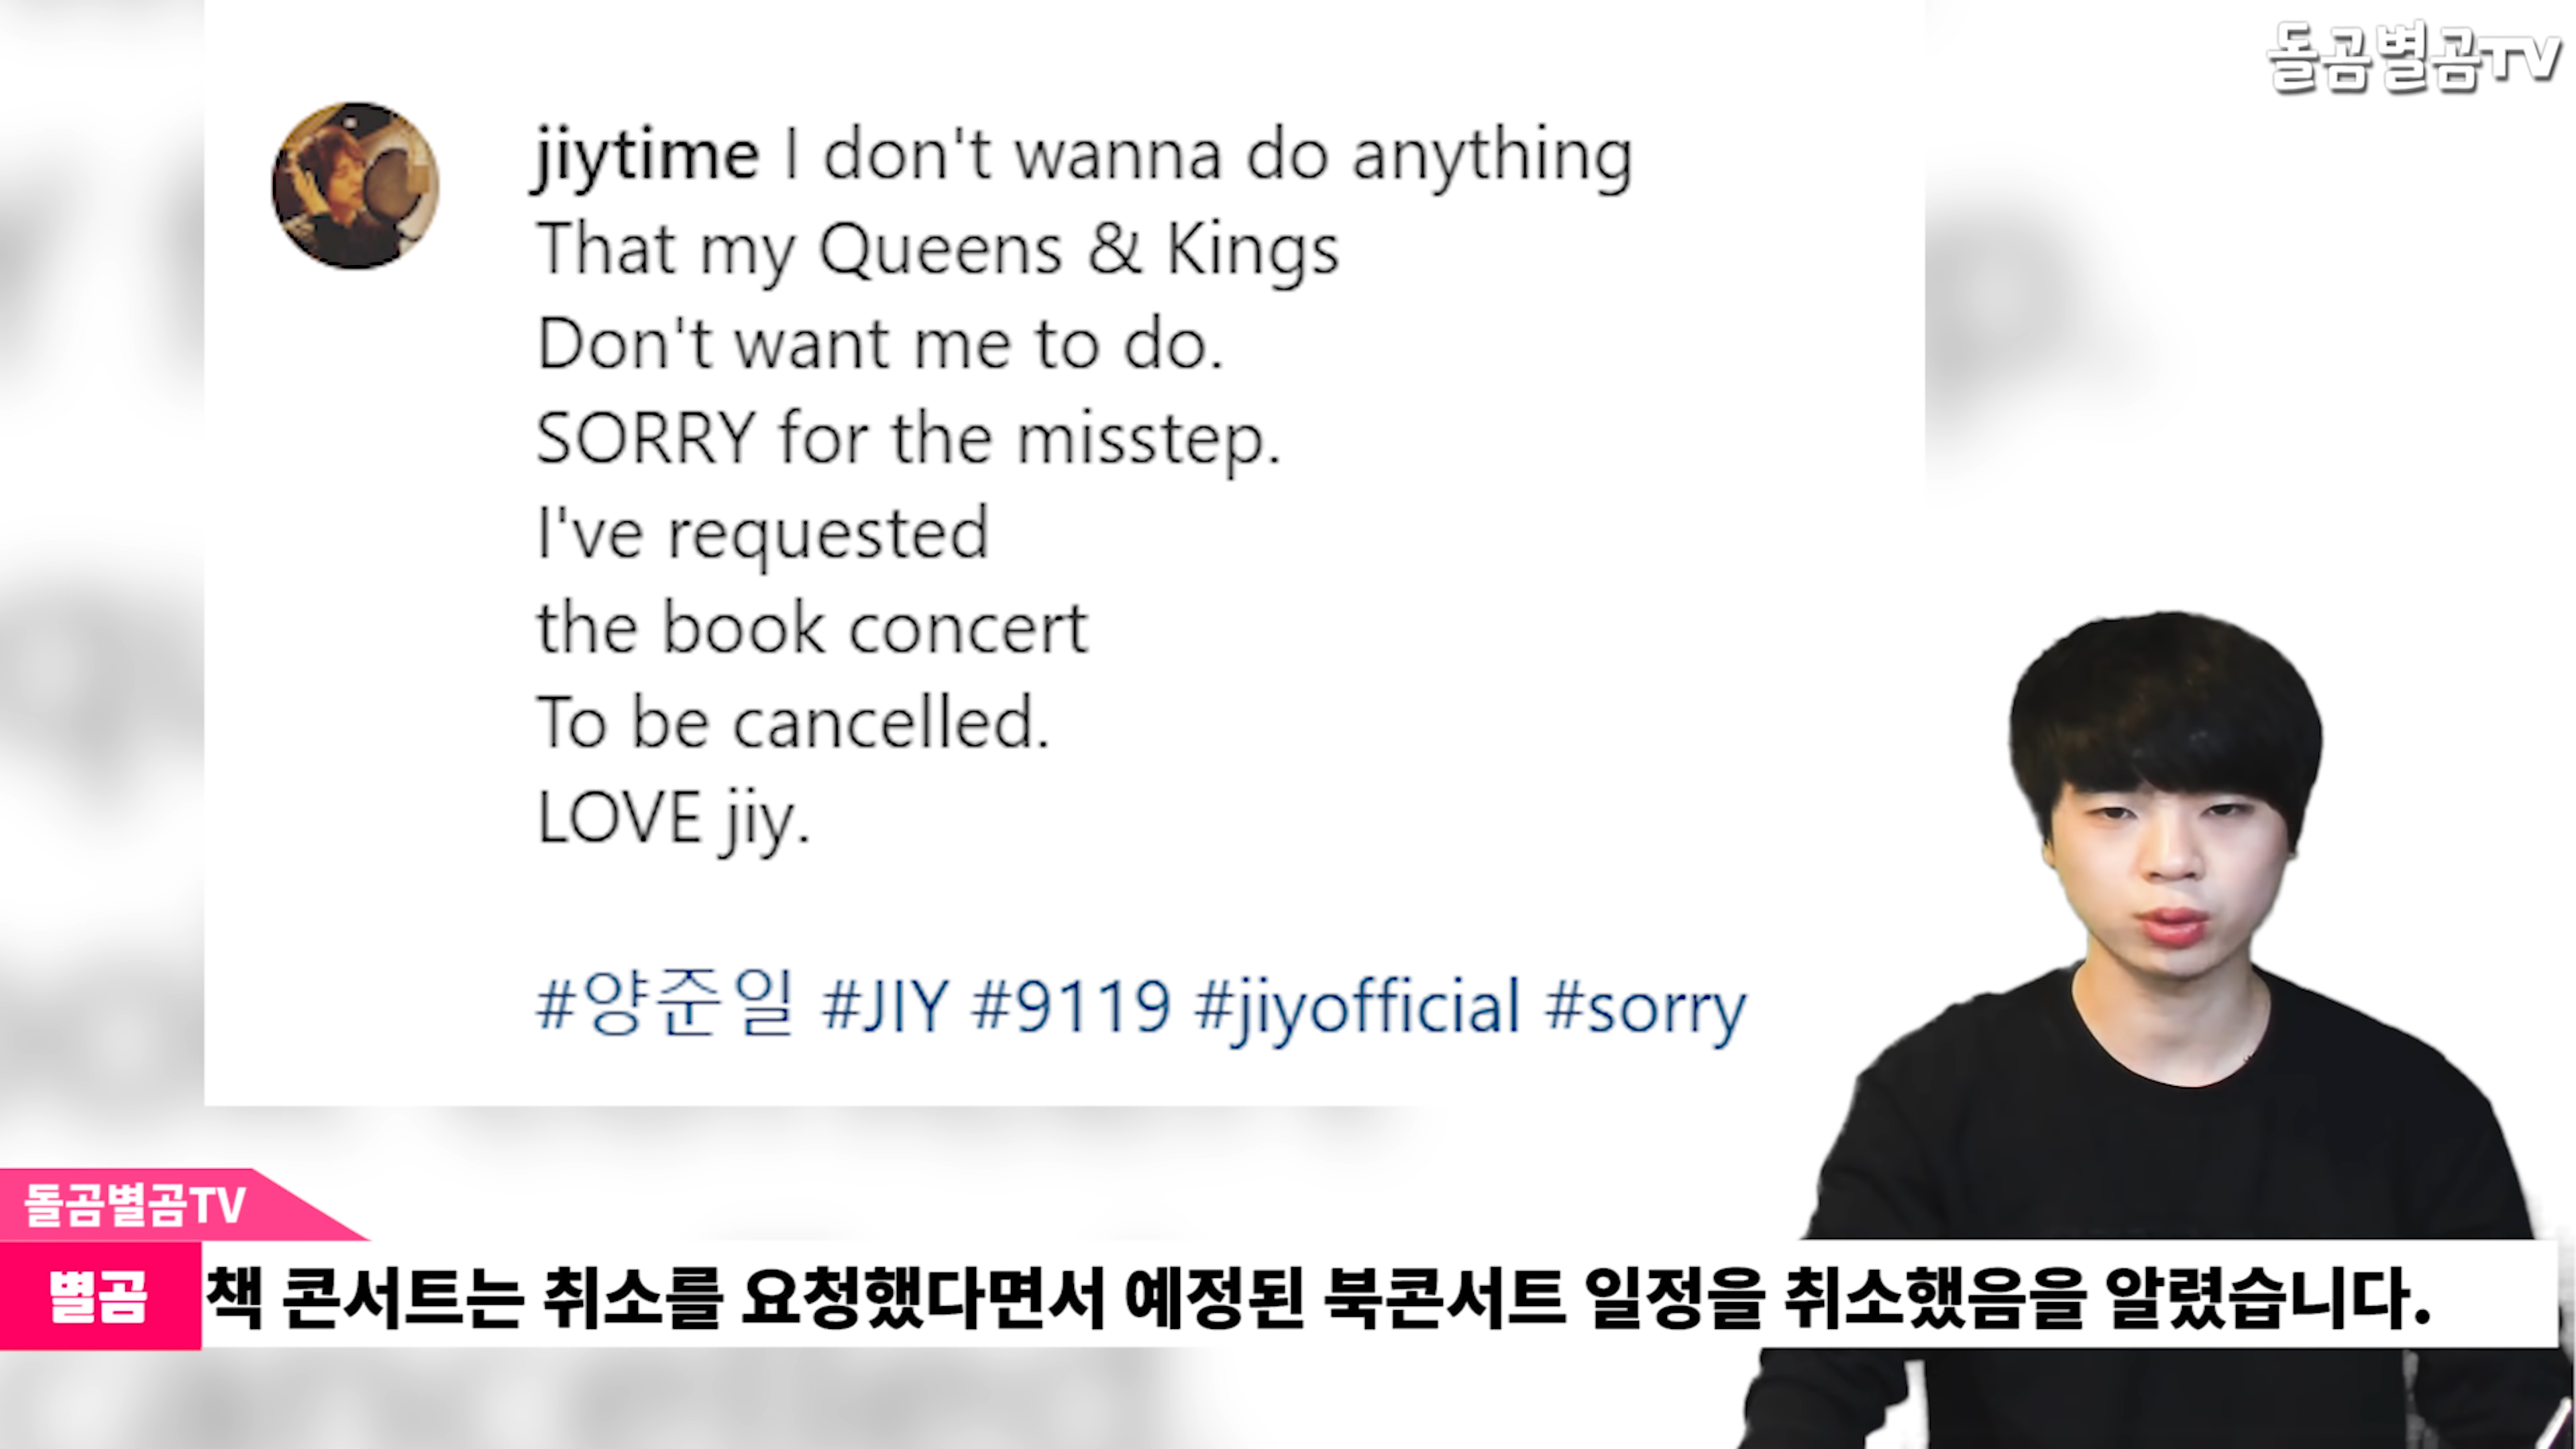 돌곰별곰TV
jiytime I don't wanna do anything
That my Queens & Kings
Don't want me to do.
SORRY for the misstep.
I've requested
the book concert
To be cancelled.
LOVE jiy.
#양준일 #JIY #9119 #jiyofficial #sorry
돌곰별곰TV
별곰 책 콘서트는 취소를 요청했다면서 예정된 북콘서트 일정을 취소했음을 알렸습니다.